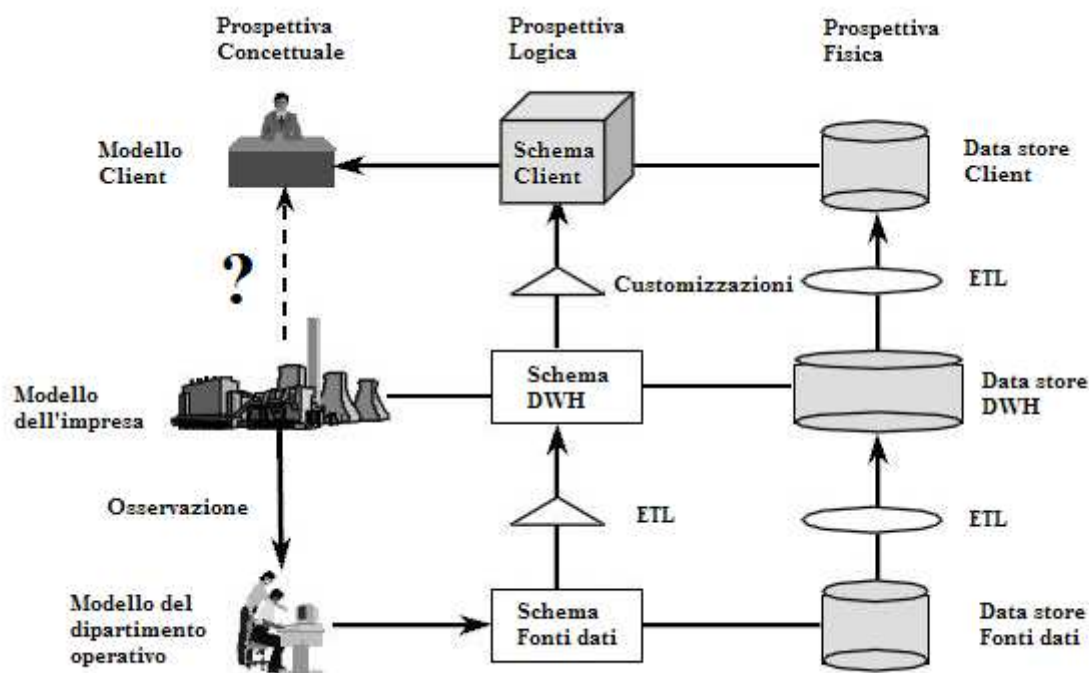 Prospettiva
Concettuale
Prospettiva
Logica
Prospettiva
Fisica
Modello
Client
Schema
Client
Data store
Client
?
Customizzazioni
ETL
Modello
dell'impresa
Schema
DWH
Data store
DWH
Osservazione
ETL
ETL
Modello del
dipartimento
operativo
Schema
Fonti dati
Data store
Fonti dati